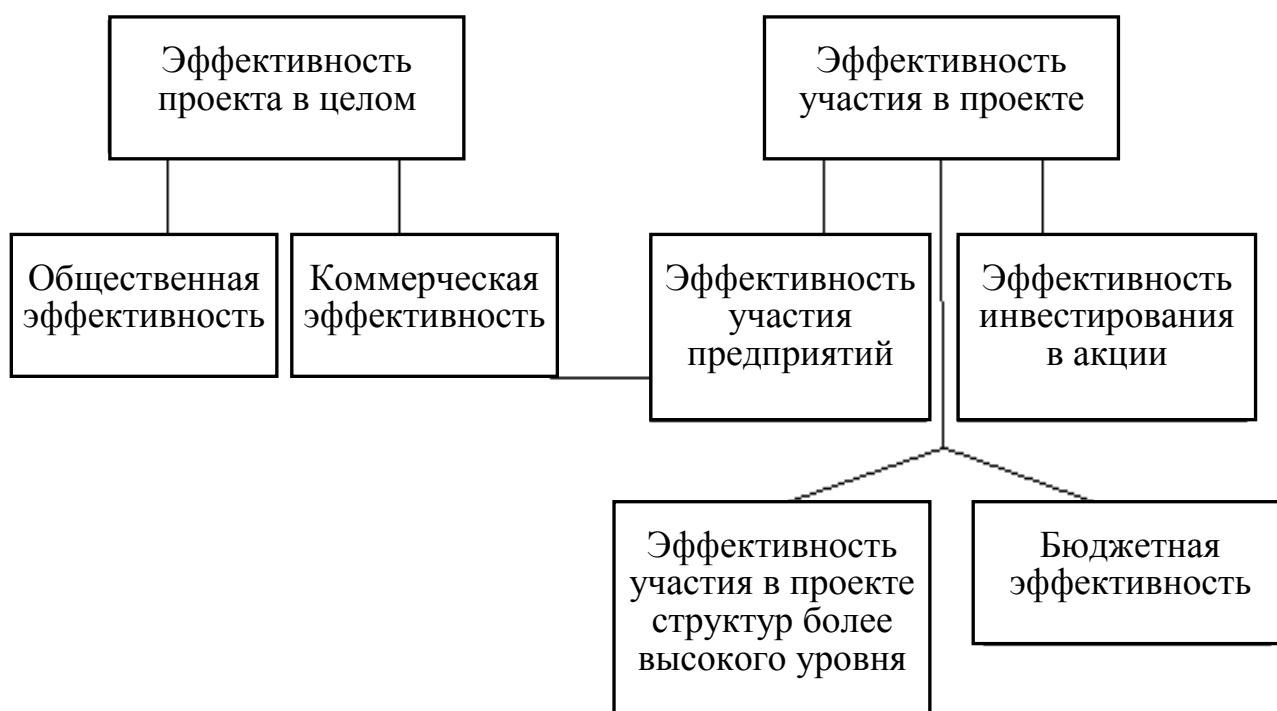 Эффективность
проекта в целом
Эффективность
участия в проекте
Общественная
эффективность
Коммерческая
эффективность
Эффективность
участия
предприятий
Эффективность
инвестирования
в акции
Эффективность
участия в проекте
структур более
высокого уровня
Бюджетная
эффективность